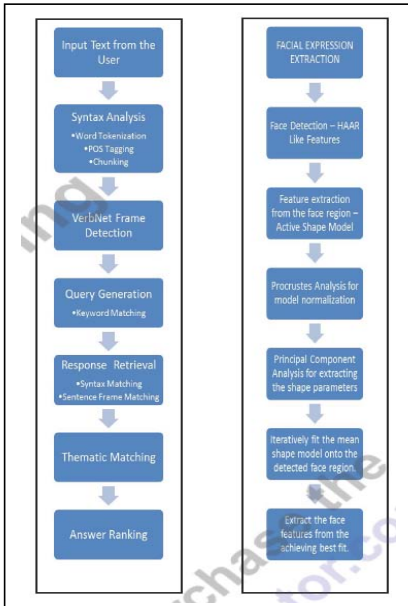 Input Text from the
User
Syntax Analysis
•Word Tokenization
•POS Tagging
•Chunking
VerbNet Frame
Detection
Query Generation
•Keyword Matching
Response Retrieval
•Syntax Matching
•Sentence Frame Matching
Thematic Matching
Answer Ranking
FACIAL EXPRESSION
EXTRACTION
Face Detection – HAAR
Like Features
Feature extraction
from the face region –
Active Shape Model
Procrustes Analysis for
model normalization
Principal Component
Analysis for extracting
the shape parameters
Iteratively fit the mean
shape model onto the
detected face region.
Extract the face
features from the
achieving best fit.